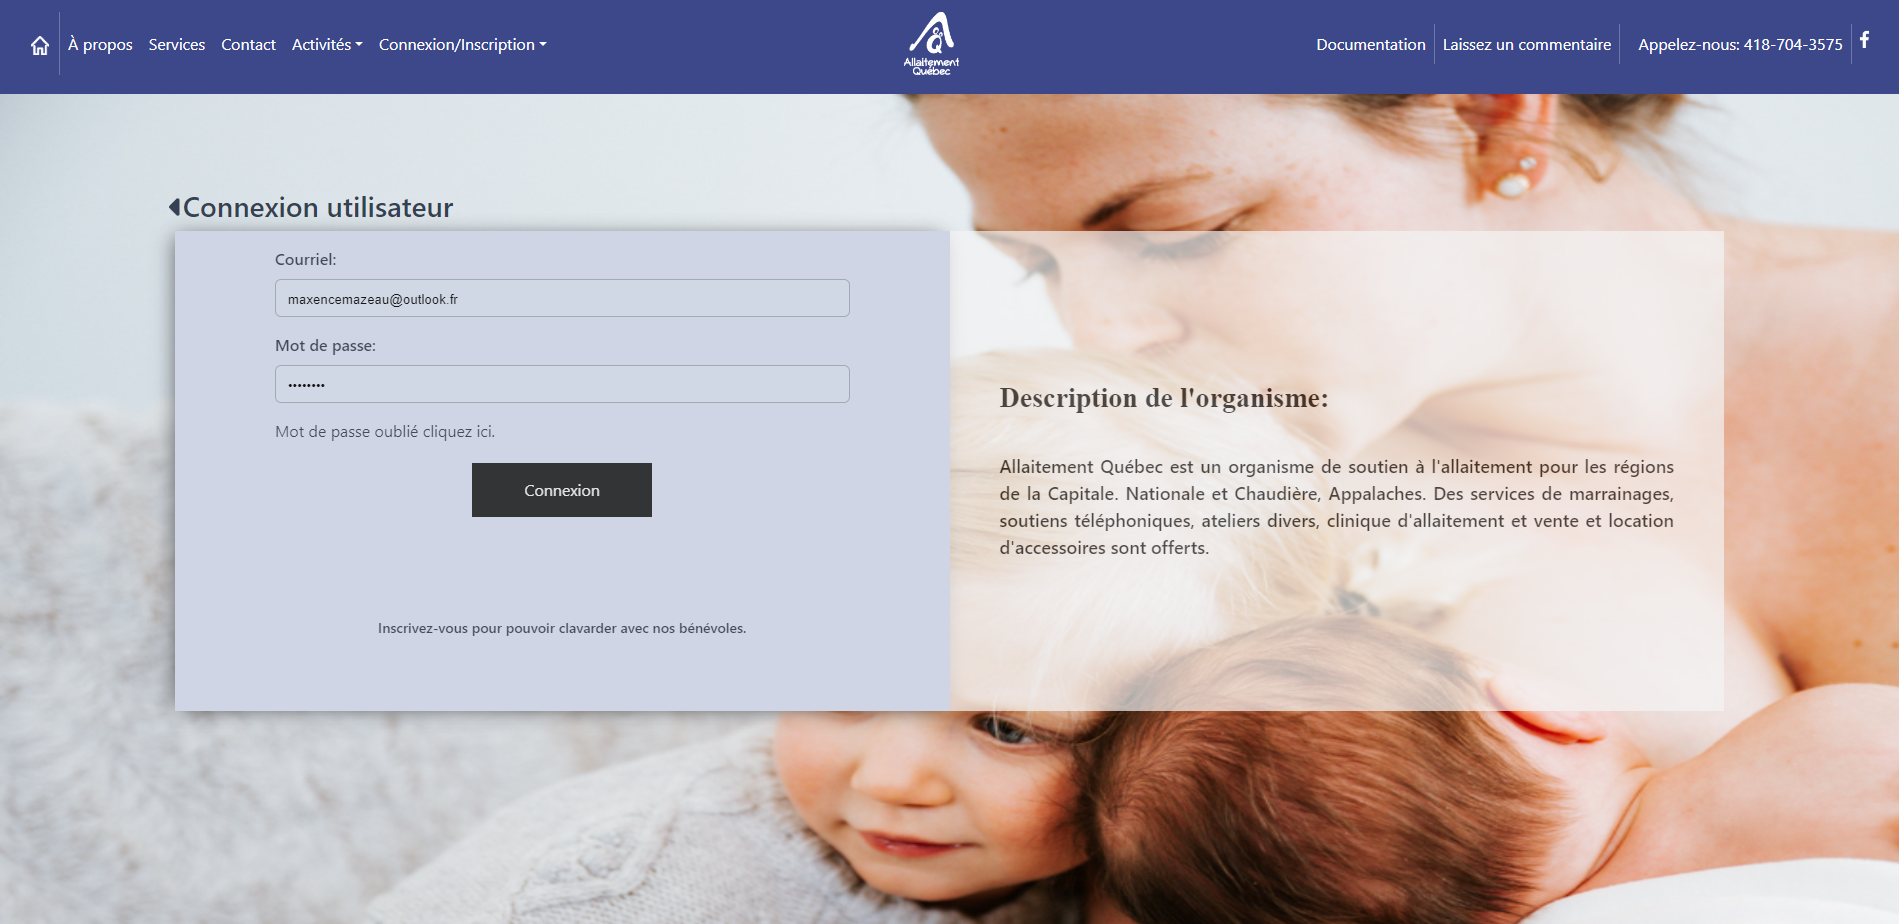 À propos
Services
Contact
Activités
Connexion/Inscription
Allaitement
Québec
Documentation
Laissez un commentaire
Appelez-nous: 418-704-3575
Connexion utilisateur
Courriel:
maxencemazeau@outlook.fr
Mot de passe:
••••••••
Mot de passe oublié cliquez ici.
Connexion
Inscrivez-vous pour pouvoir clavarder avec nos bénévoles.
Description de l'organisme:
Allaitement Québec est un organisme de soutien à l'allaitement pour les régions
de la Capitale. Nationale et Chaudière, Appalaches. Des services de marrainages,
soutiens téléphoniques, ateliers divers, clinique d'allaitement et vente et location
d'accessoires sont offerts.